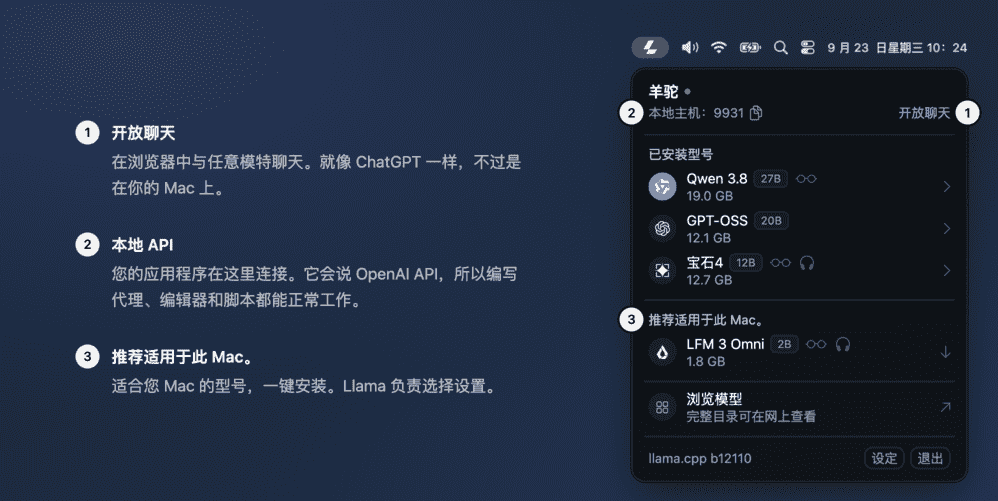 9 月 23 日星期三 10：24
1 开放聊天
在浏览器中与任意模特聊天。就像 ChatGPT 一样，不过是
在你的 Mac 上。
2 本地 API
您的应用程序在这里连接。它会说 OpenAI API，所以编写
代理、编辑器和脚本都能正常工作。
3 推荐适用于此 Mac。
适合您 Mac 的型号，一键安装。Llama 负责选择设置。
羊驼
2 本地主机：9931 开放聊天 1
已安装型号
Qwen 3.8 27B
19.0 GB
GPT-OSS 20B
12.1 GB
宝石4 12B
12.7 GB
3 推荐适用于此 Mac。
LFM 3 Omni 2B
1.8 GB
浏览模型
完整目录可在网上查看
llama.cpp b12110 设定 退出